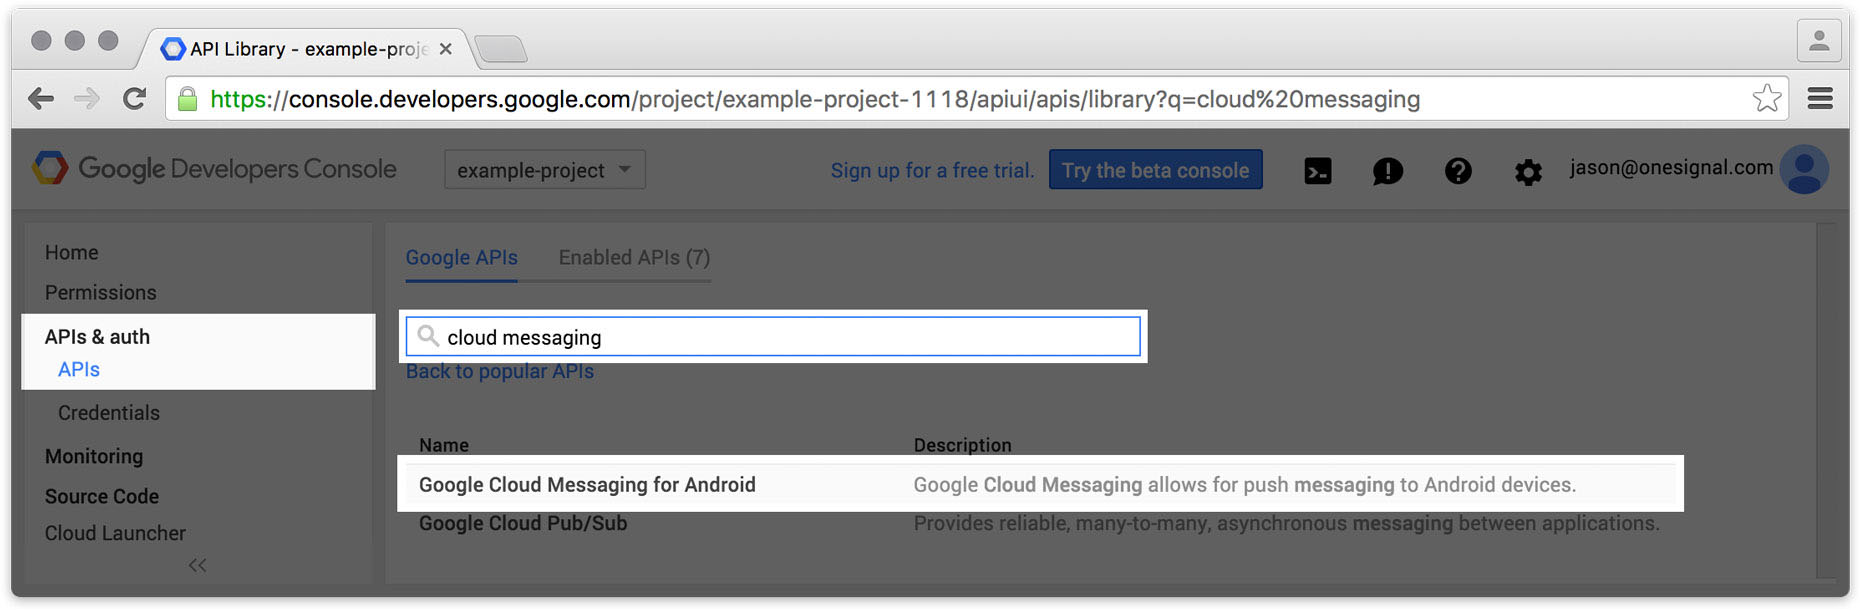 API Library - example-proje
https://console.developers.google.com/project/example-project-1118/apiui/apis/library?q=cloud%20messaging
Google Developers Console
example-project
Sign up for a free trial.
Try the beta console
jason@onesignal.com
Home
Permissions
APIs & auth
APIs
Credentials
Monitoring
Source Code
Cloud Launcher
Google APIs
Enabled APIs (7)
cloud messaging
Back to popular APIs
Name
Description
Google Cloud Messaging for Android
Google Cloud Messaging allows for push messaging to Android devices.
Google Cloud Pub/Sub
Provides reliable, many-to-many, asynchronous messaging between applications.